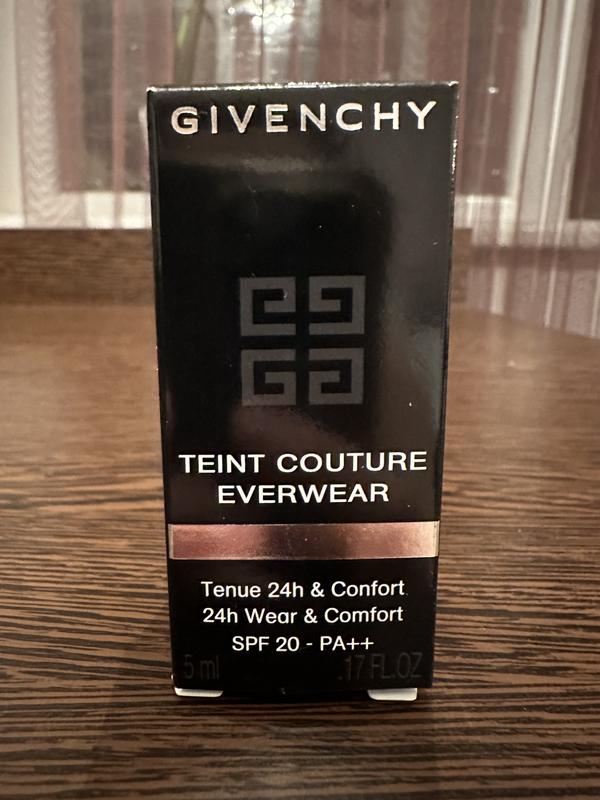 GIVENCHY
TEINT COUTURE
EVERWEAR
Tenue 24h & Confort
24h Wear & Comfort
SPF 20 - PA++
5 ml .17 FL.OZ